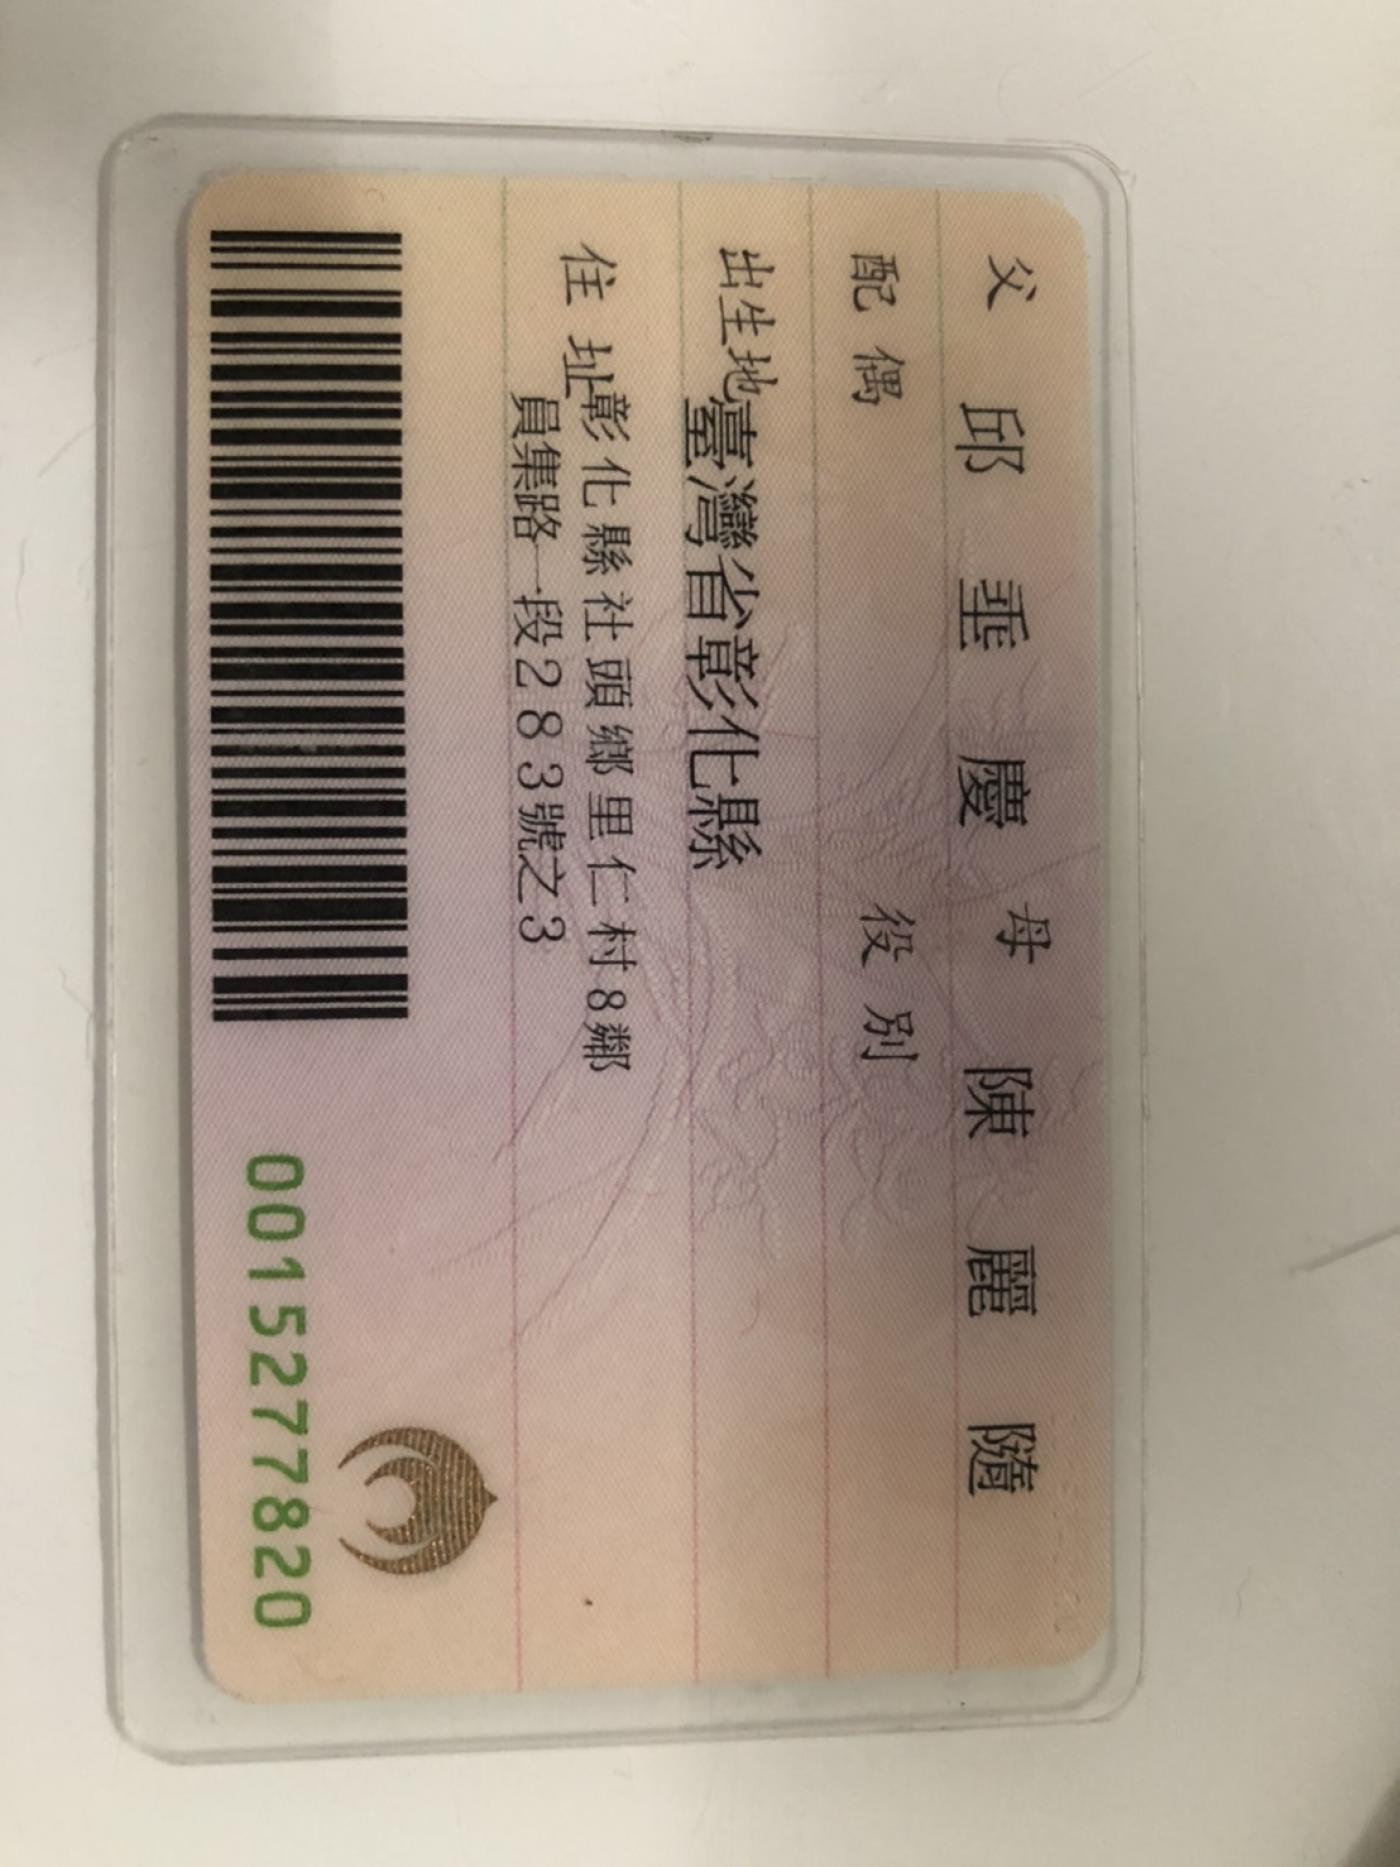 父 邱垂慶 母 陳麗隨
配偶 役別
出生地 臺灣省彰化縣
住址 彰化縣社頭鄉里仁村8鄰
員集路一段283號之3
0015277820